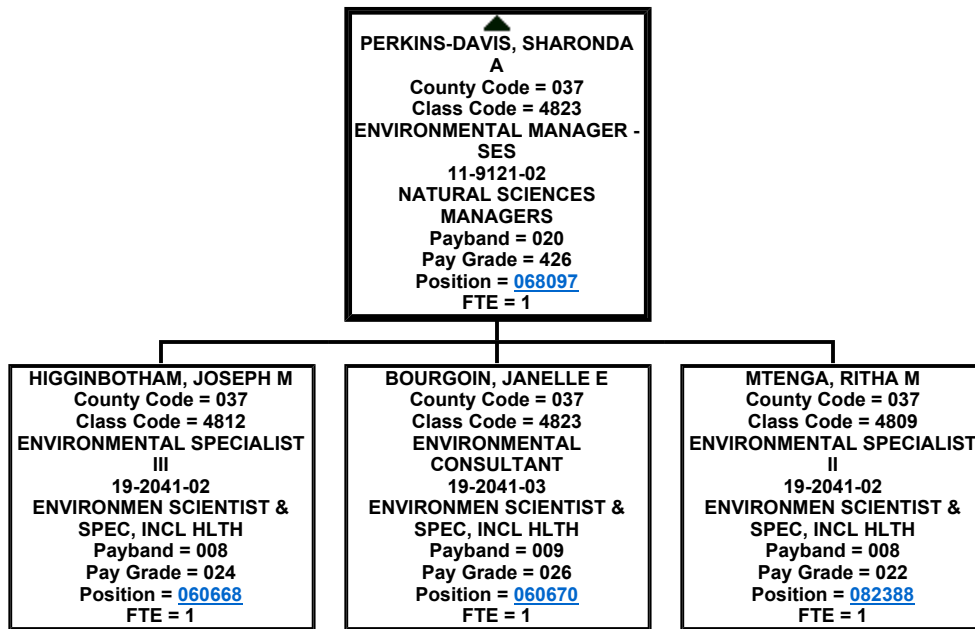 PERKINS-DAVIS, SHARONDA
A
County Code = 037
Class Code = 4823
ENVIRONMENTAL MANAGER -
SES
11-9121-02
NATURAL SCIENCES
MANAGERS
Payband = 020
Pay Grade = 426
Position = 068097
FTE = 1
HIGGINBOTHAM, JOSEPH M
County Code = 037
Class Code = 4812
ENVIRONMENTAL SPECIALIST
III
19-2041-02
ENVIRONMEN SCIENTIST &
SPEC, INCL HLTH
Payband = 008
Pay Grade = 024
Position = 060668
FTE = 1
BOURGOIN, JANELLE E
County Code = 037
Class Code = 4823
ENVIRONMENTAL
CONSULTANT
19-2041-03
ENVIRONMEN SCIENTIST &
SPEC, INCL HLTH
Payband = 009
Pay Grade = 026
Position = 060670
FTE = 1
MTENGA, RITHA M
County Code = 037
Class Code = 4809
ENVIRONMENTAL SPECIALIST
II
19-2041-02
ENVIRONMEN SCIENTIST &
SPEC, INCL HLTH
Payband = 008
Pay Grade = 022
Position = 082388
FTE = 1